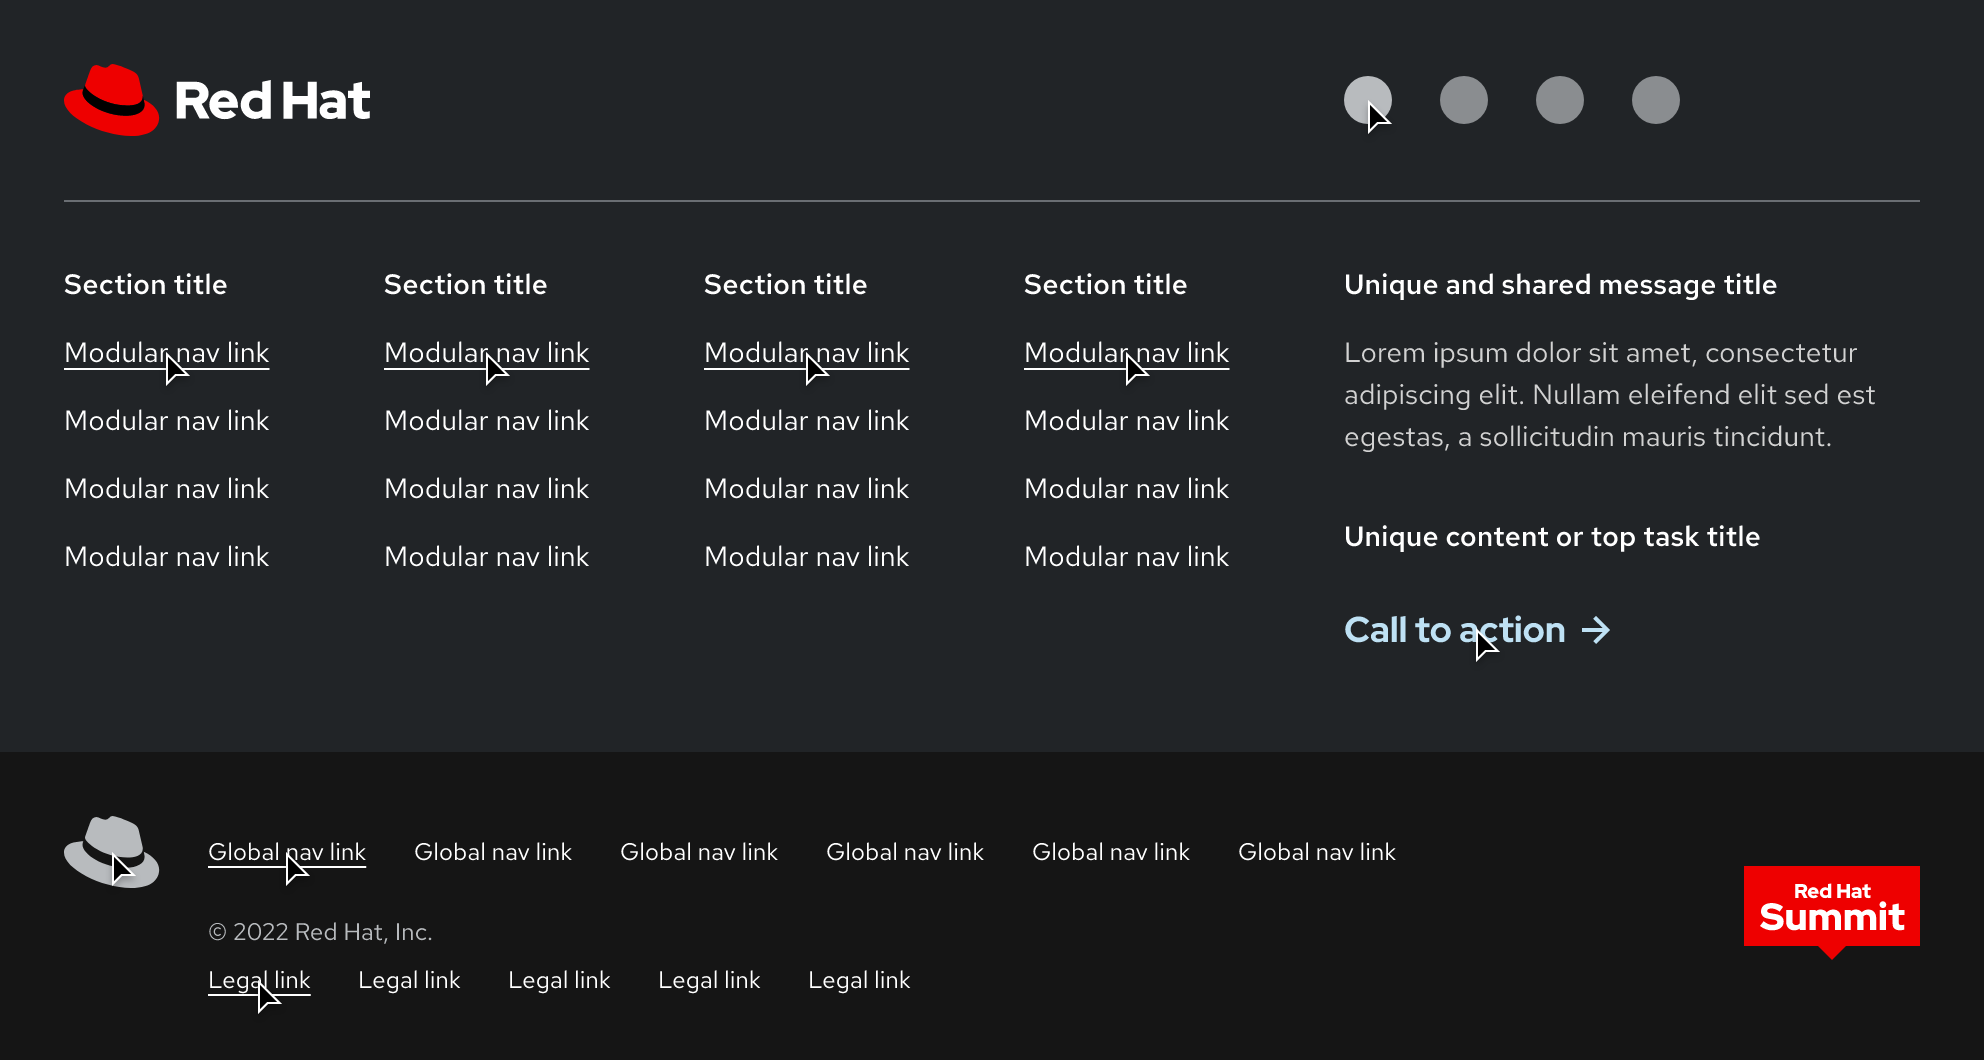 Red Hat
Section title
Modular nav link
Modular nav link
Modular nav link
Modular nav link
Section title
Modular nav link
Modular nav link
Modular nav link
Modular nav link
Section title
Modular nav link
Modular nav link
Modular nav link
Modular nav link
Section title
Modular nav link
Modular nav link
Modular nav link
Modular nav link
Unique and shared message title
Lorem ipsum dolor sit amet, consectetur
adipiscing elit. Nullam eleifend elit sed est
egestas, a sollicitudin mauris tincidunt.
Unique content or top task title
Call to action →
Global nav link Global nav link Global nav link Global nav link Global nav link Global nav link
© 2022 Red Hat, Inc.
Legal link Legal link Legal link Legal link Legal link
Red Hat
Summit